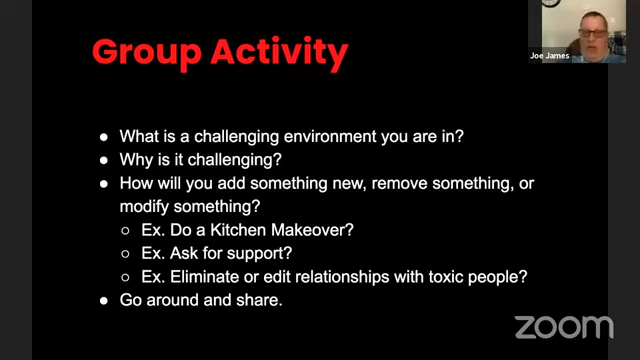 Group Activity
Joe James
● What is a challenging environment you are in?
● Why is it challenging?
● How will you add something new, remove something, or
modify something?
○ Ex. Do a Kitchen Makeover?
○ Ex. Ask for support?
○ Ex. Eliminate or edit relationships with toxic people?
● Go around and share.
zoom